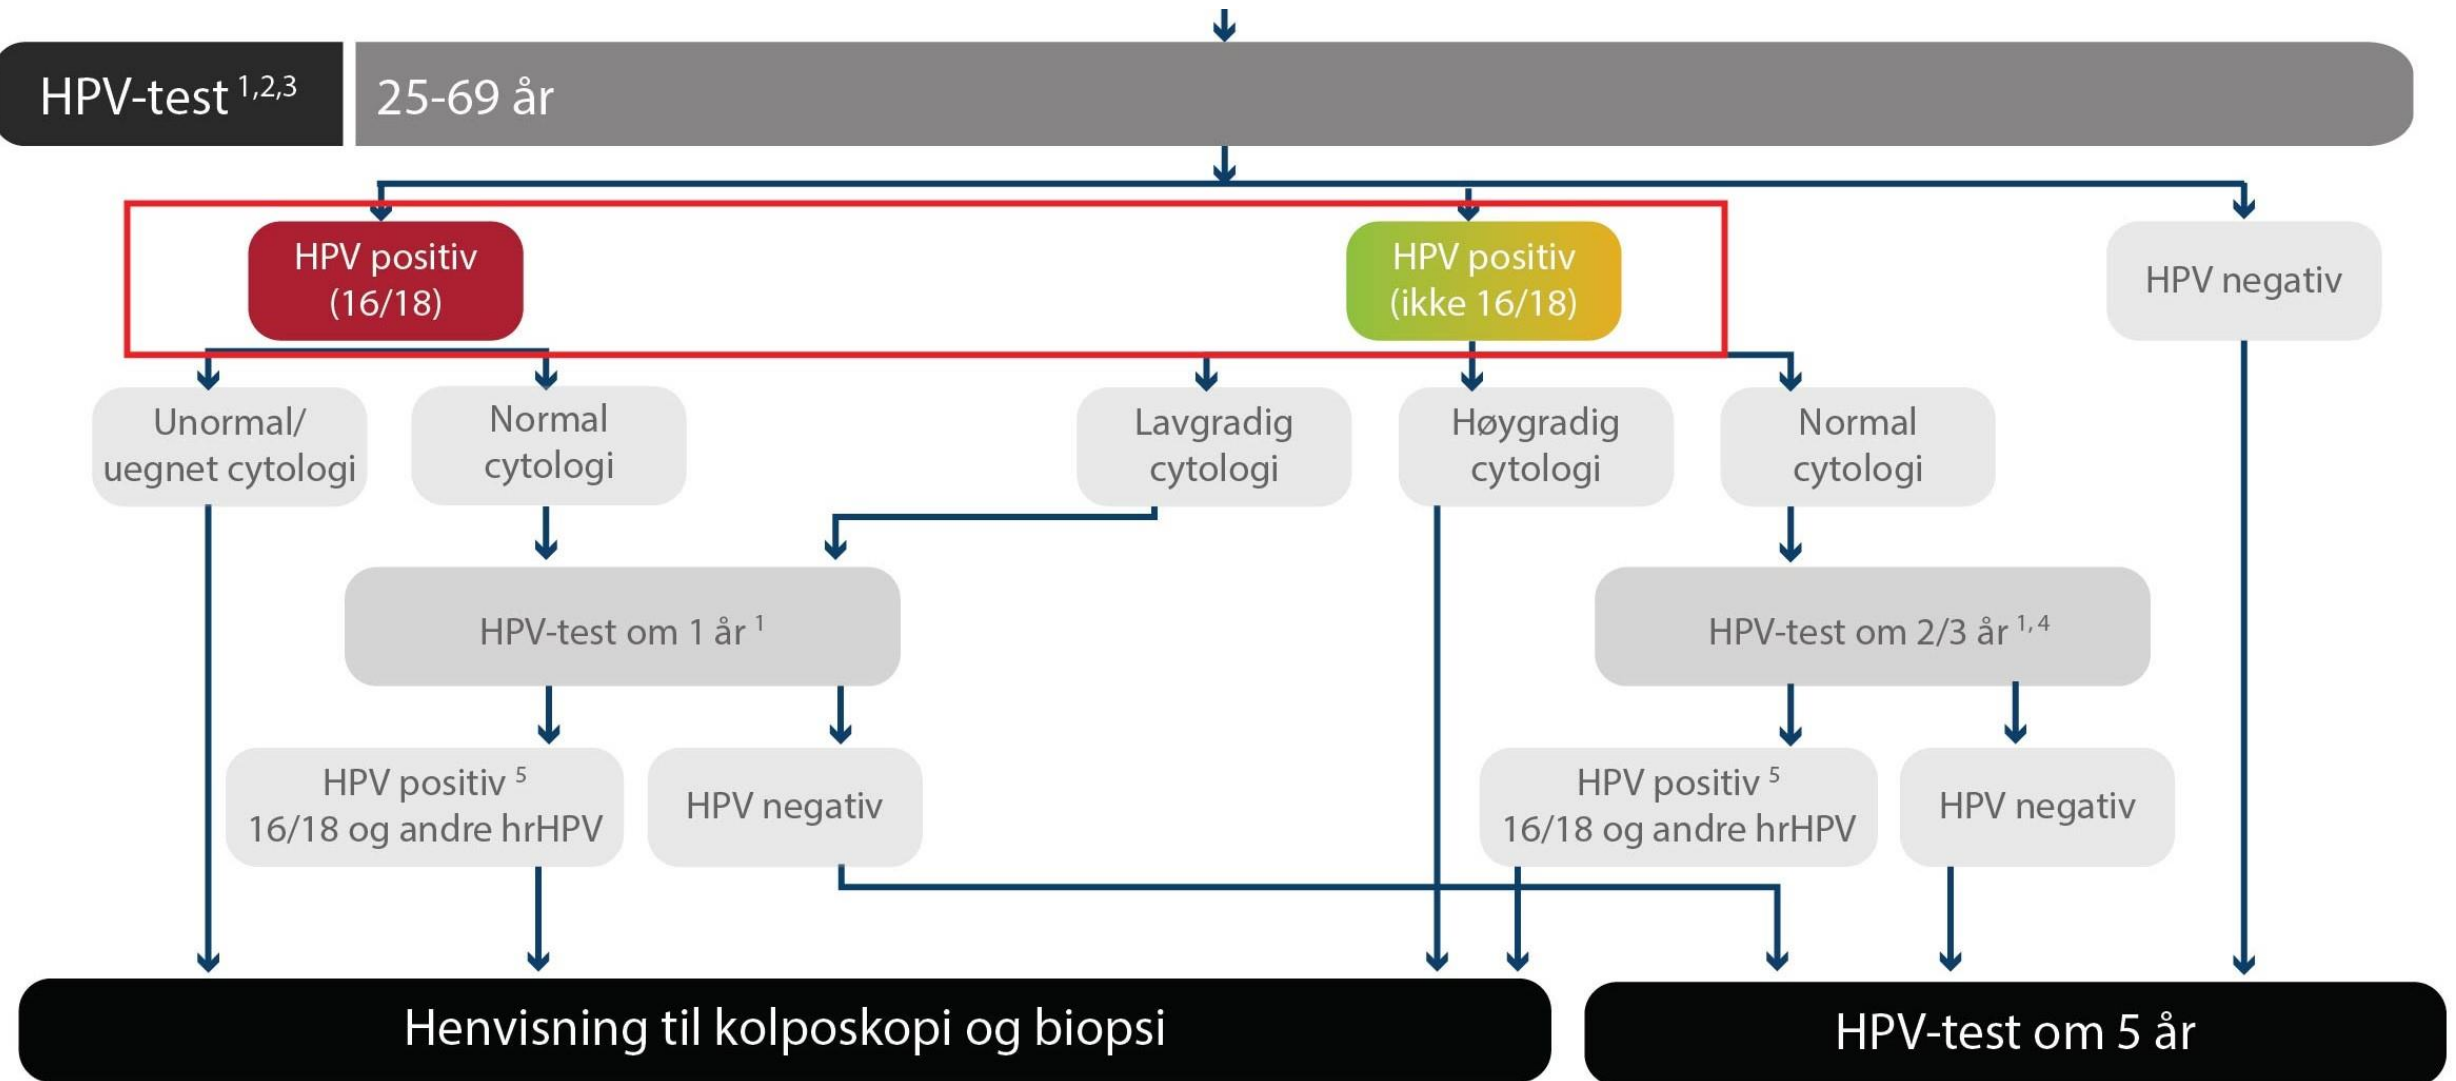 HPV-test 1,2,3
25-69 år
HPV positiv
(16/18)
HPV positiv
(ikke 16/18)
HPV negativ
Unormal/
uegnet cytologi
Normal
cytologi
Lavgradig
cytologi
Høygradig
cytologi
Normal
cytologi
HPV-test om 1 år 1
HPV-test om 2/3 år 1, 4
HPV positiv 5
16/18 og andre hrHPV
HPV negativ
HPV positiv 5
16/18 og andre hrHPV
HPV negativ
Henvisning til kolposkopi og biopsi
HPV-test om 5 år